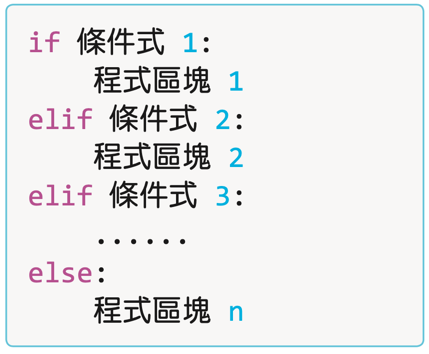 if 條件式 1:
    程式區塊 1
elif 條件式 2:
    程式區塊 2
elif 條件式 3:
    ......
else:
    程式區塊 n